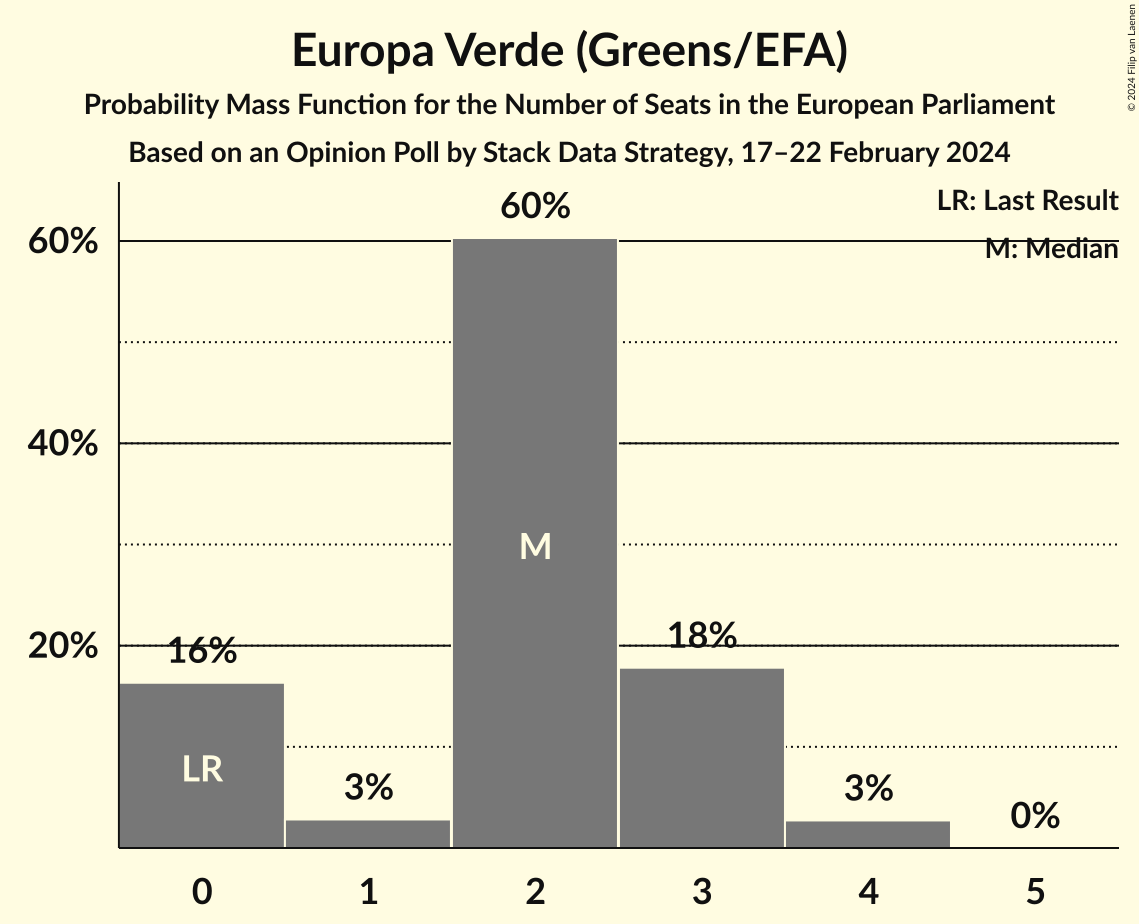 Europa Verde (Greens/EFA)
Probability Mass Function for the Number of Seats in the European Parliament
Based on an Opinion Poll by Stack Data Strategy, 17–22 February 2024
© 2024 Filip van Laenen
LR: Last Result
M: Median
60%
40%
20%
16%
3%
60%
18%
3%
0%
LR
M
0 1 2 3 4 5